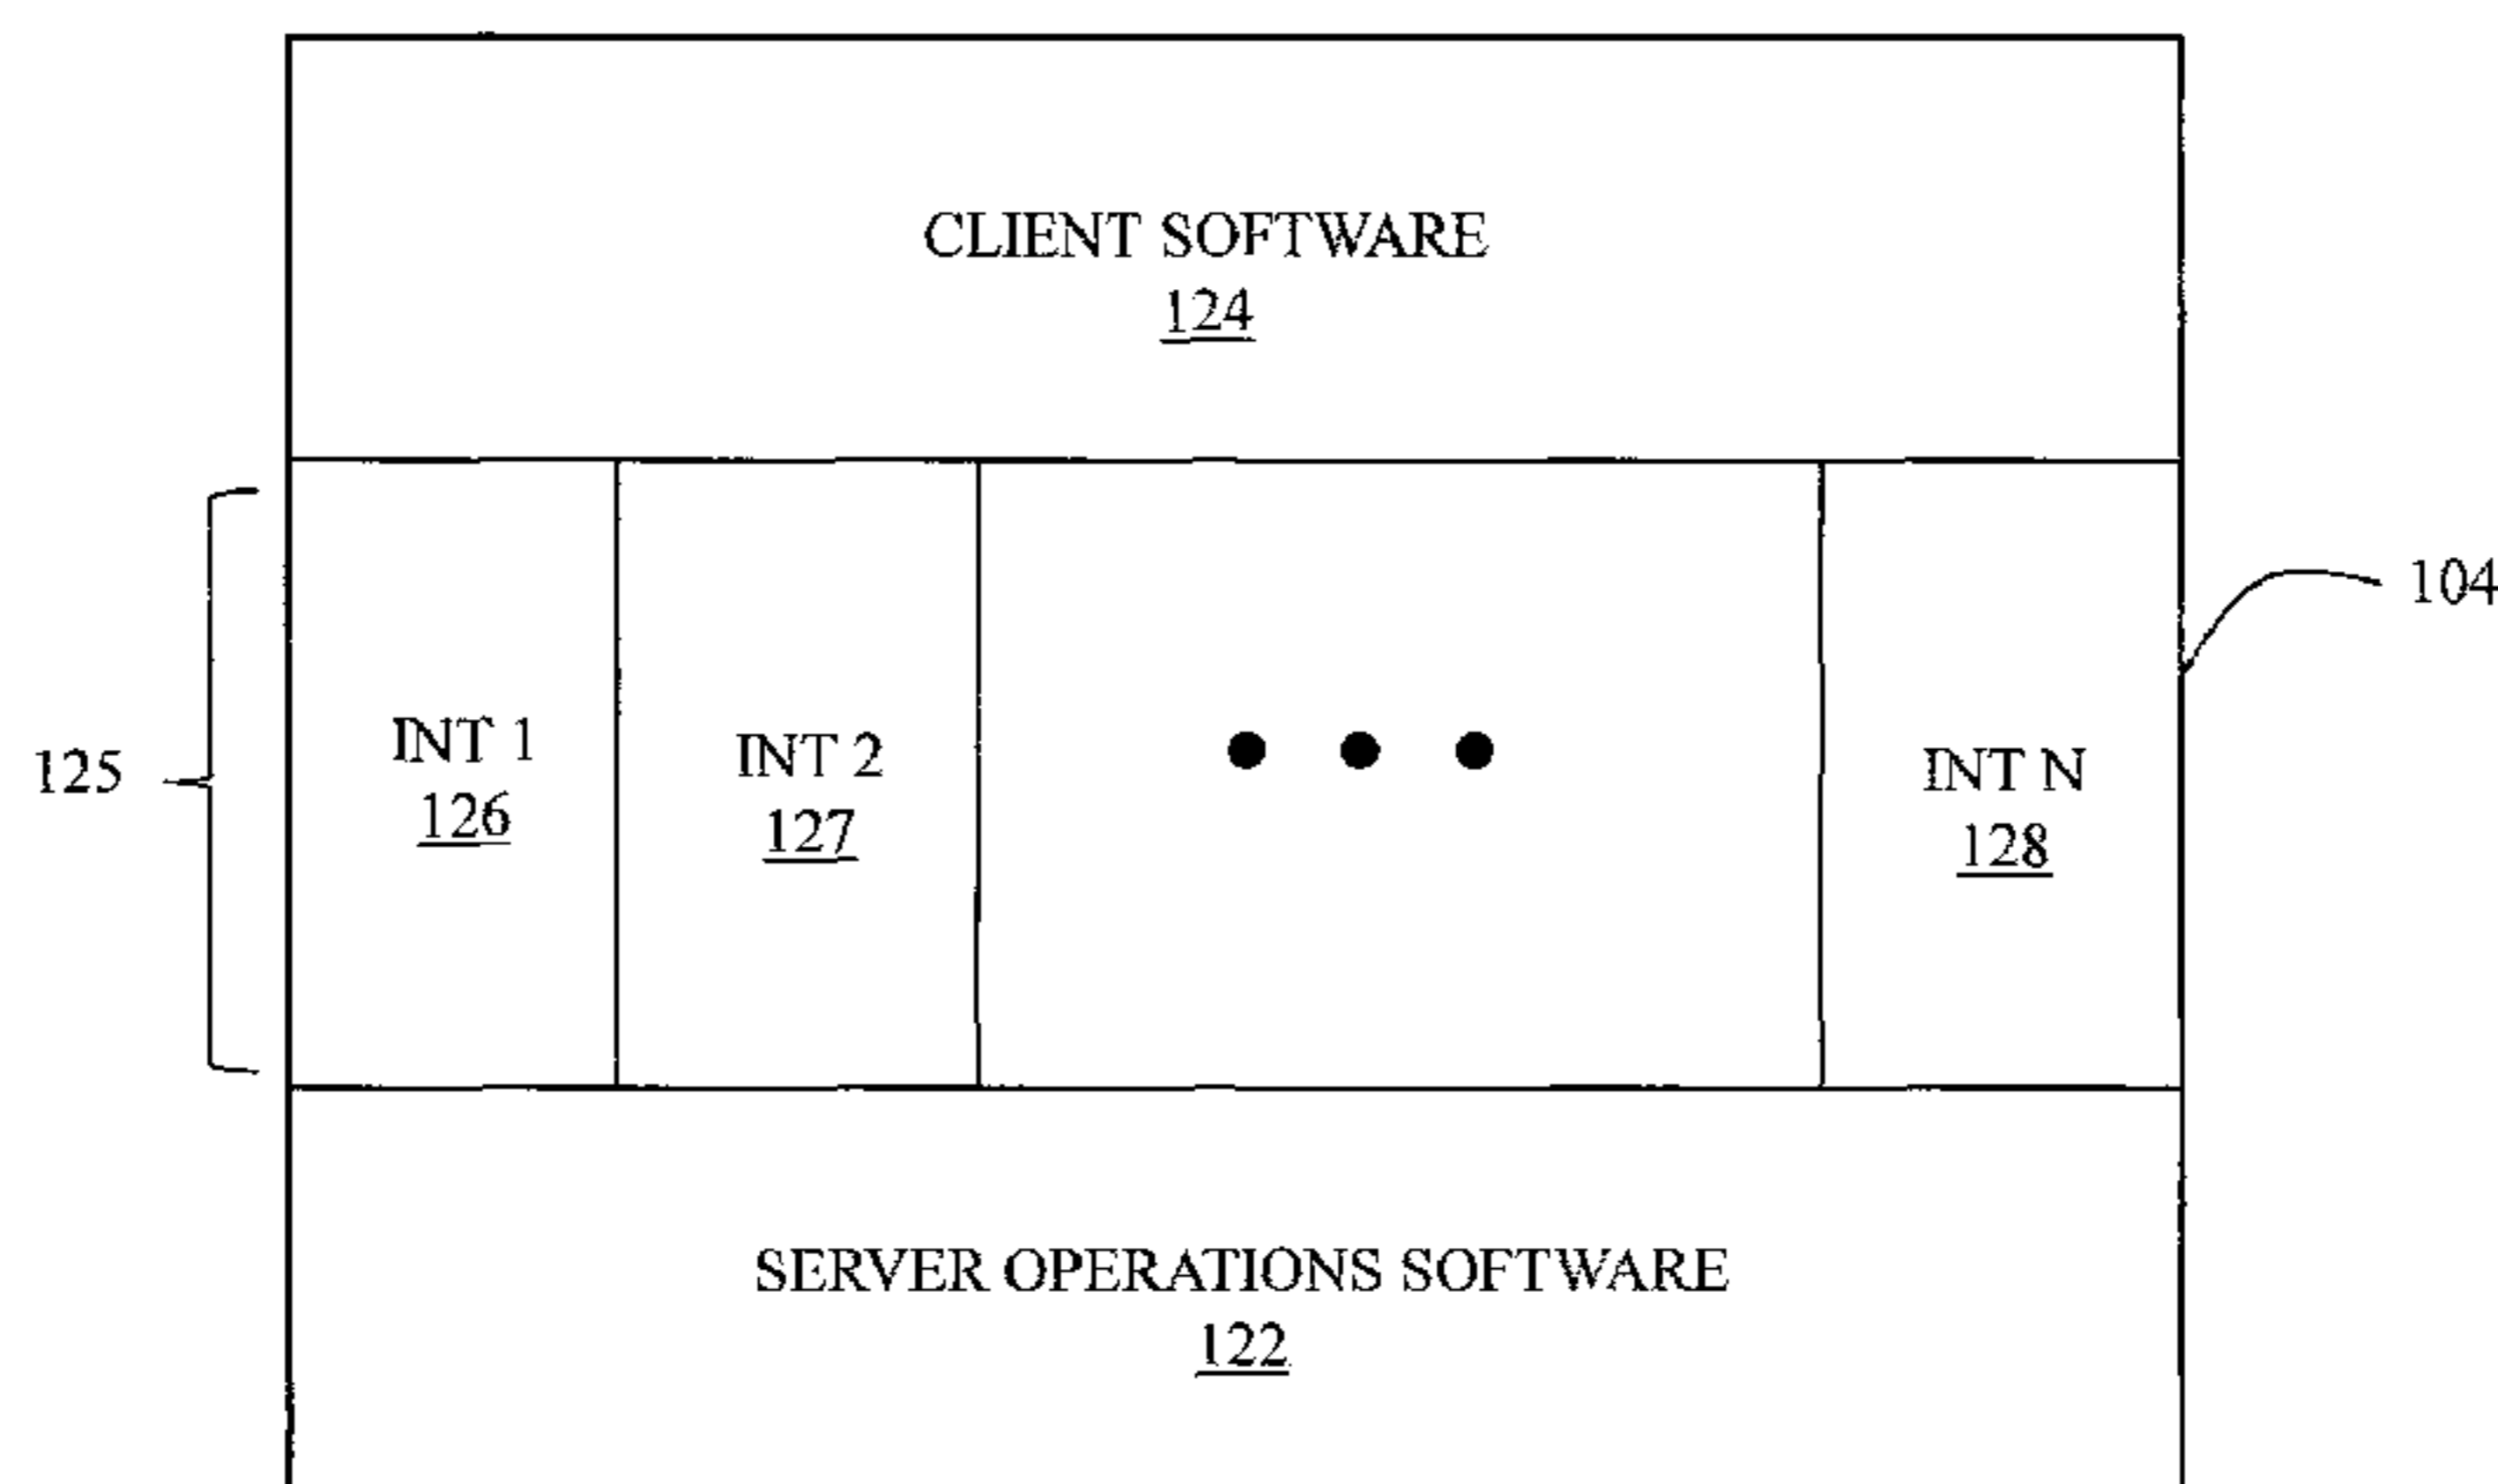 CLIENT SOFTWARE
124
104
125
INT 1
126
INT 2
127
INT N
128
SERVER OPERATIONS SOFTWARE
122